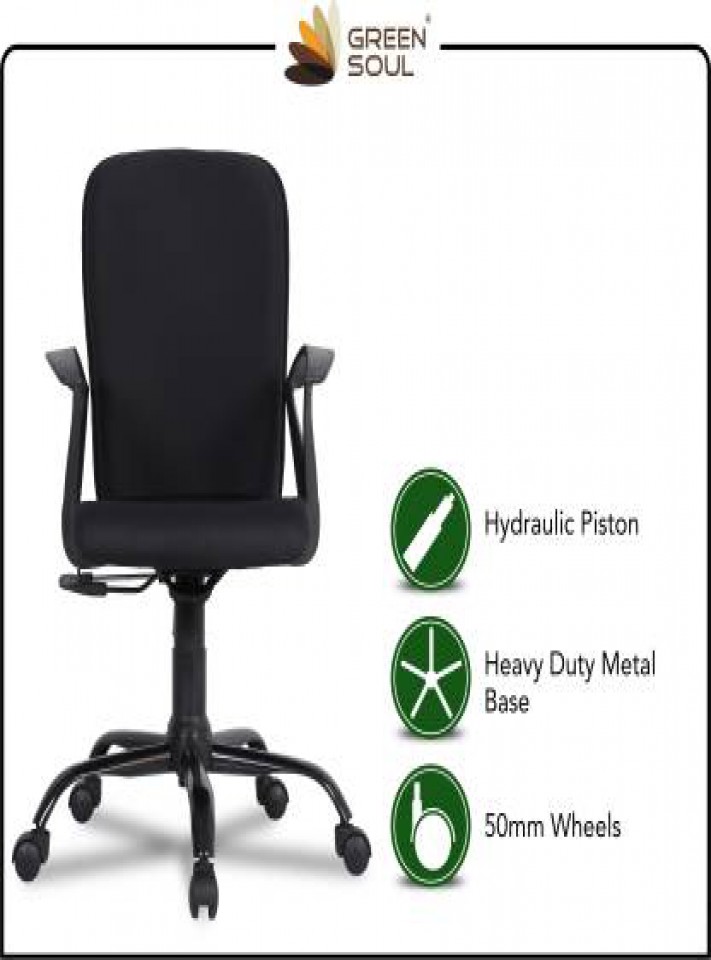 GREEN
SOUL
Hydraulic Piston
Heavy Duty Metal
Base
50mm Wheels